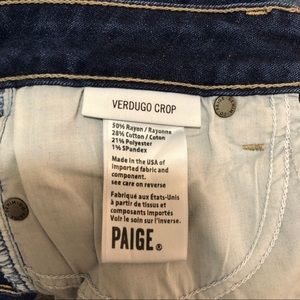 VERDUGO CROP
50% Rayon / Rayonne
28% Cotton / Coton
21% Polyester
1% Spandex
Made in the USA of
imported fabric and
component.
see care on reverse
Fabriqué aux États-Unis
à partir de tissus et
composants importés
Voir le soin sur l'inverse.
PAIGE®